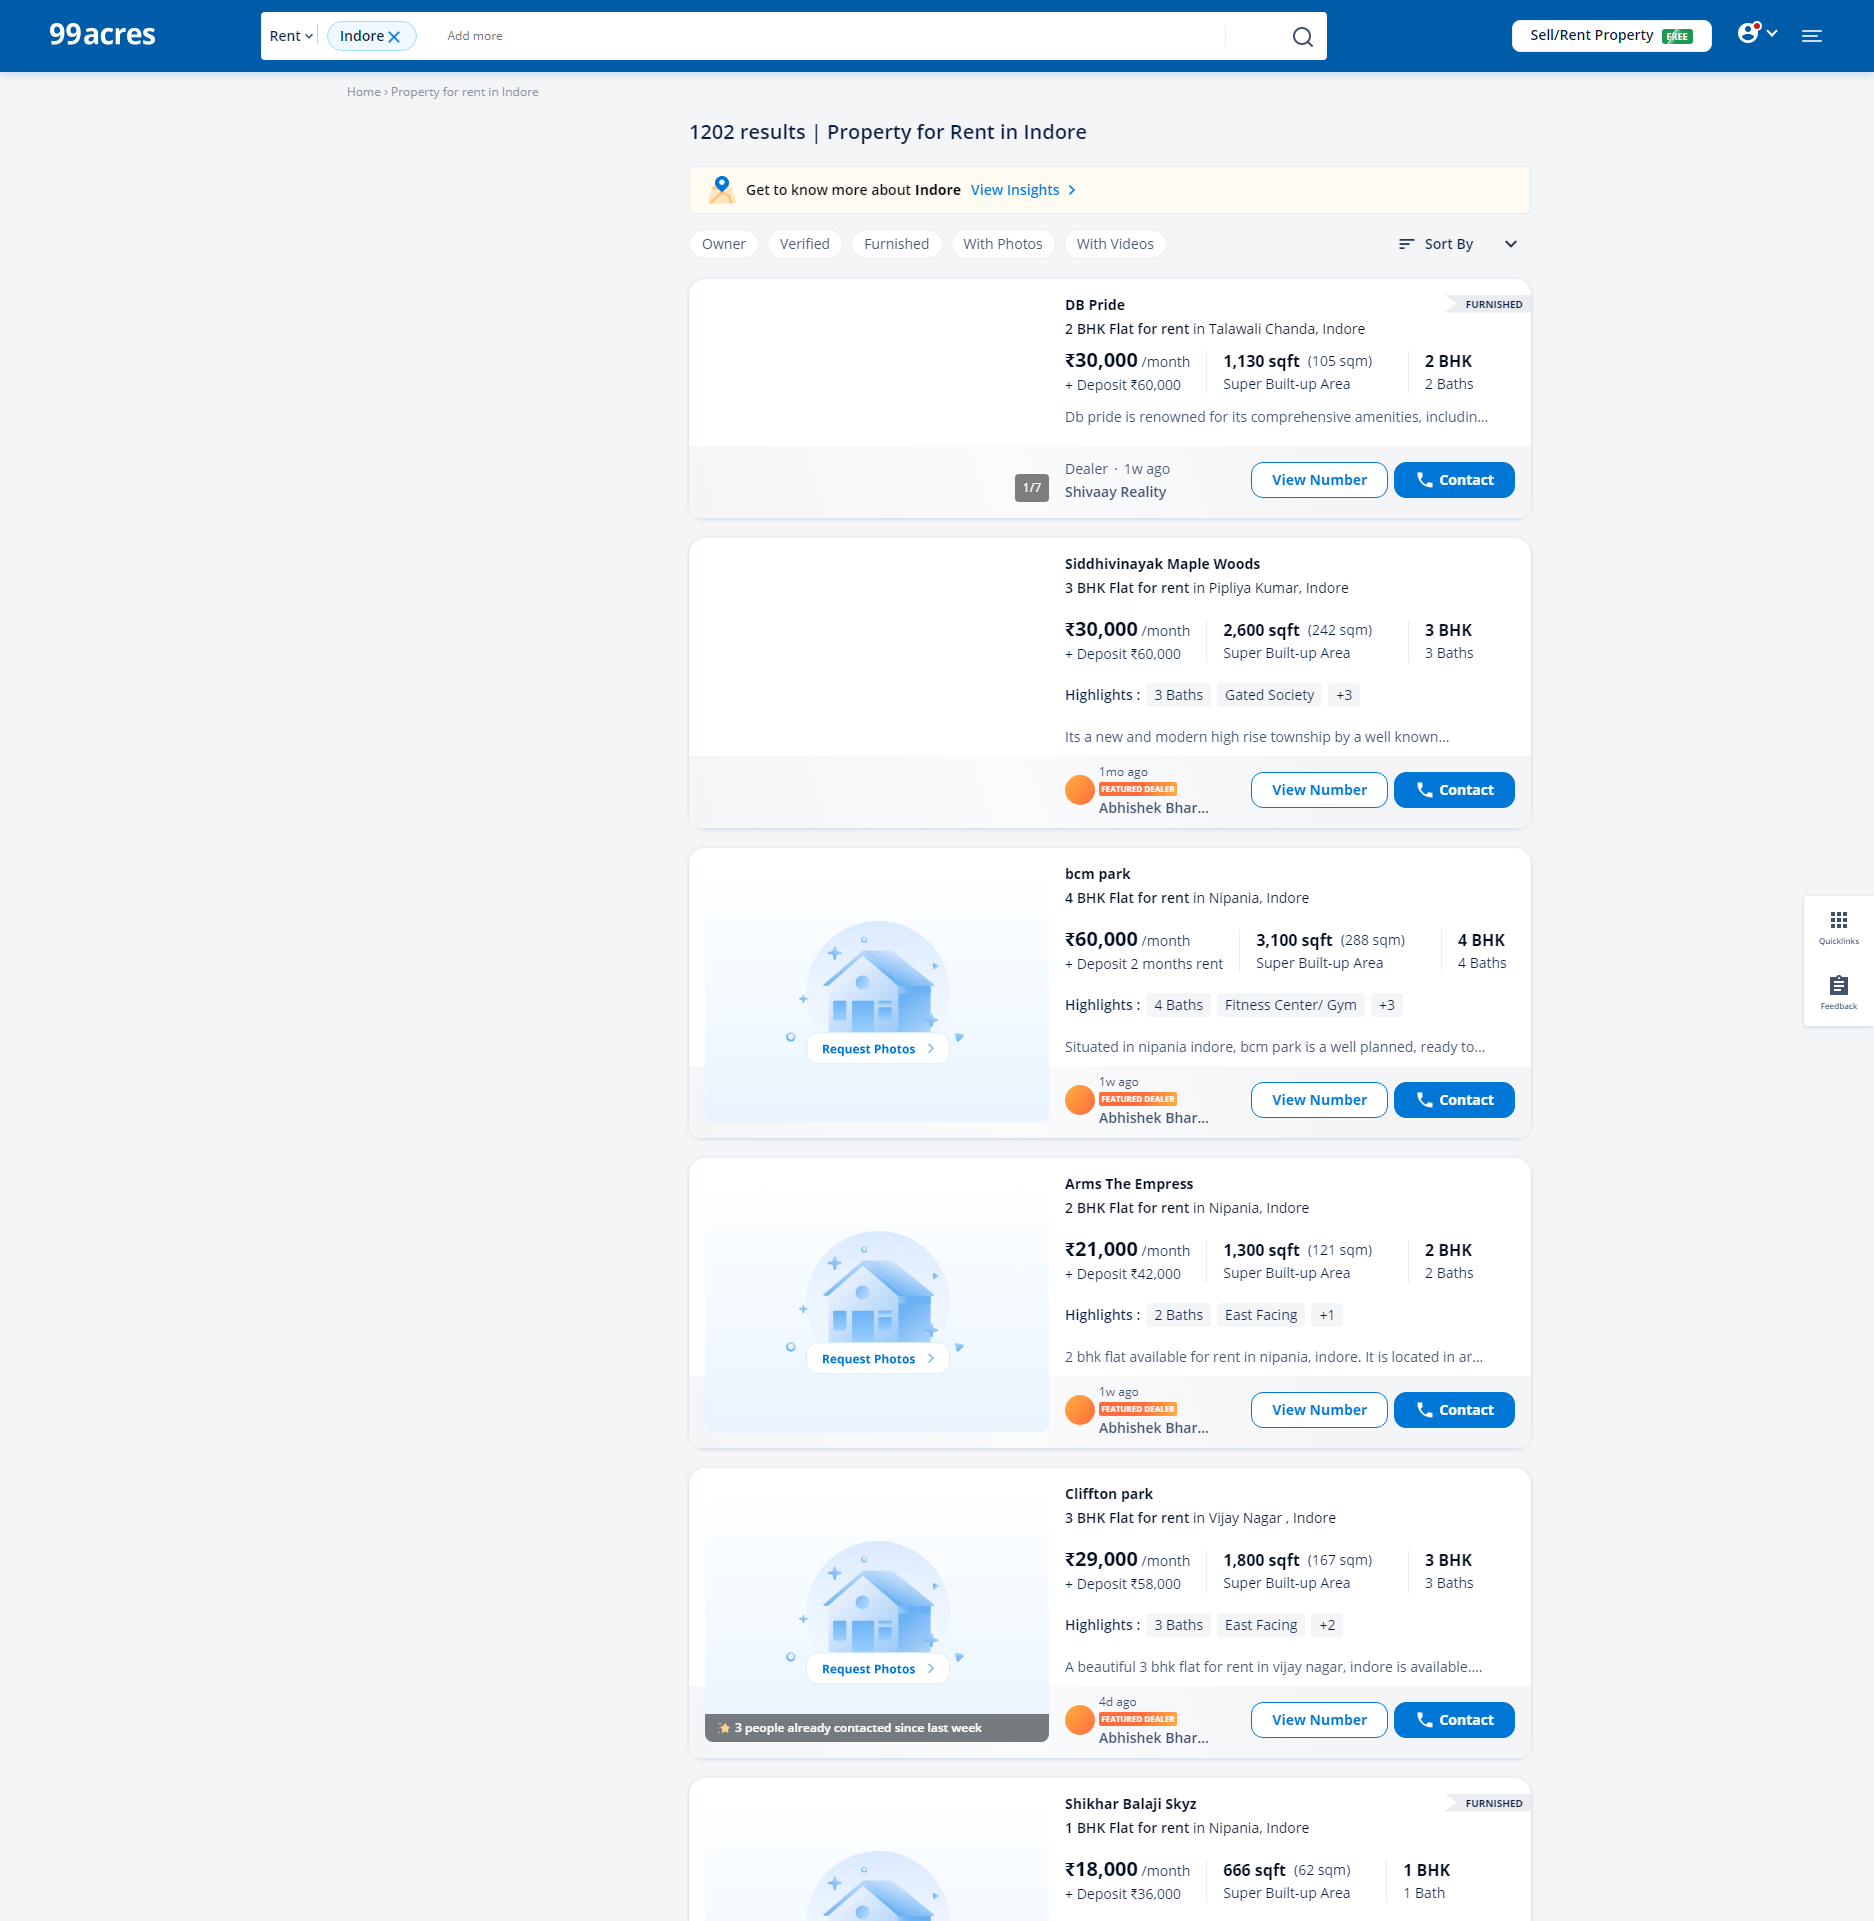 99acres
Rent
Indore
Add more
Sell/Rent Property FREE
Home › Property for rent in Indore
1202 results | Property for Rent in Indore
Get to know more about Indore View Insights
Owner Verified Furnished With Photos With Videos Sort By
DB Pride
FURNISHED
2 BHK Flat for rent in Talawali Chanda, Indore
₹30,000 /month 1,130 sqft (105 sqm) 2 BHK
+ Deposit ₹60,000 Super Built-up Area 2 Baths
Db pride is renowned for its comprehensive amenities, includin...
1/7
Dealer · 1w ago
Shivaay Reality
View Number Contact
Siddhivinayak Maple Woods
3 BHK Flat for rent in Pipliya Kumar, Indore
₹30,000 /month 2,600 sqft (242 sqm) 3 BHK
+ Deposit ₹60,000 Super Built-up Area 3 Baths
Highlights : 3 Baths Gated Society +3
Its a new and modern high rise township by a well known...
1mo ago
FEATURED DEALER
Abhishek Bhar...
View Number Contact
bcm park
4 BHK Flat for rent in Nipania, Indore
₹60,000 /month 3,100 sqft (288 sqm) 4 BHK
+ Deposit 2 months rent Super Built-up Area 4 Baths
Highlights : 4 Baths Fitness Center/ Gym +3
Request Photos
Situated in nipania indore, bcm park is a well planned, ready to...
1w ago
FEATURED DEALER
Abhishek Bhar...
View Number Contact
Quicklinks
Feedback
Arms The Empress
2 BHK Flat for rent in Nipania, Indore
₹21,000 /month 1,300 sqft (121 sqm) 2 BHK
+ Deposit ₹42,000 Super Built-up Area 2 Baths
Highlights : 2 Baths East Facing +1
Request Photos
2 bhk flat available for rent in nipania, indore. It is located in ar...
1w ago
FEATURED DEALER
Abhishek Bhar...
View Number Contact
Cliffton park
3 BHK Flat for rent in Vijay Nagar , Indore
₹29,000 /month 1,800 sqft (167 sqm) 3 BHK
+ Deposit ₹58,000 Super Built-up Area 3 Baths
Highlights : 3 Baths East Facing +2
Request Photos
A beautiful 3 bhk flat for rent in vijay nagar, indore is available....
3 people already contacted since last week
4d ago
FEATURED DEALER
Abhishek Bhar...
View Number Contact
Shikhar Balaji Skyz
FURNISHED
1 BHK Flat for rent in Nipania, Indore
₹18,000 /month 666 sqft (62 sqm) 1 BHK
+ Deposit ₹36,000 Super Built-up Area 1 Bath